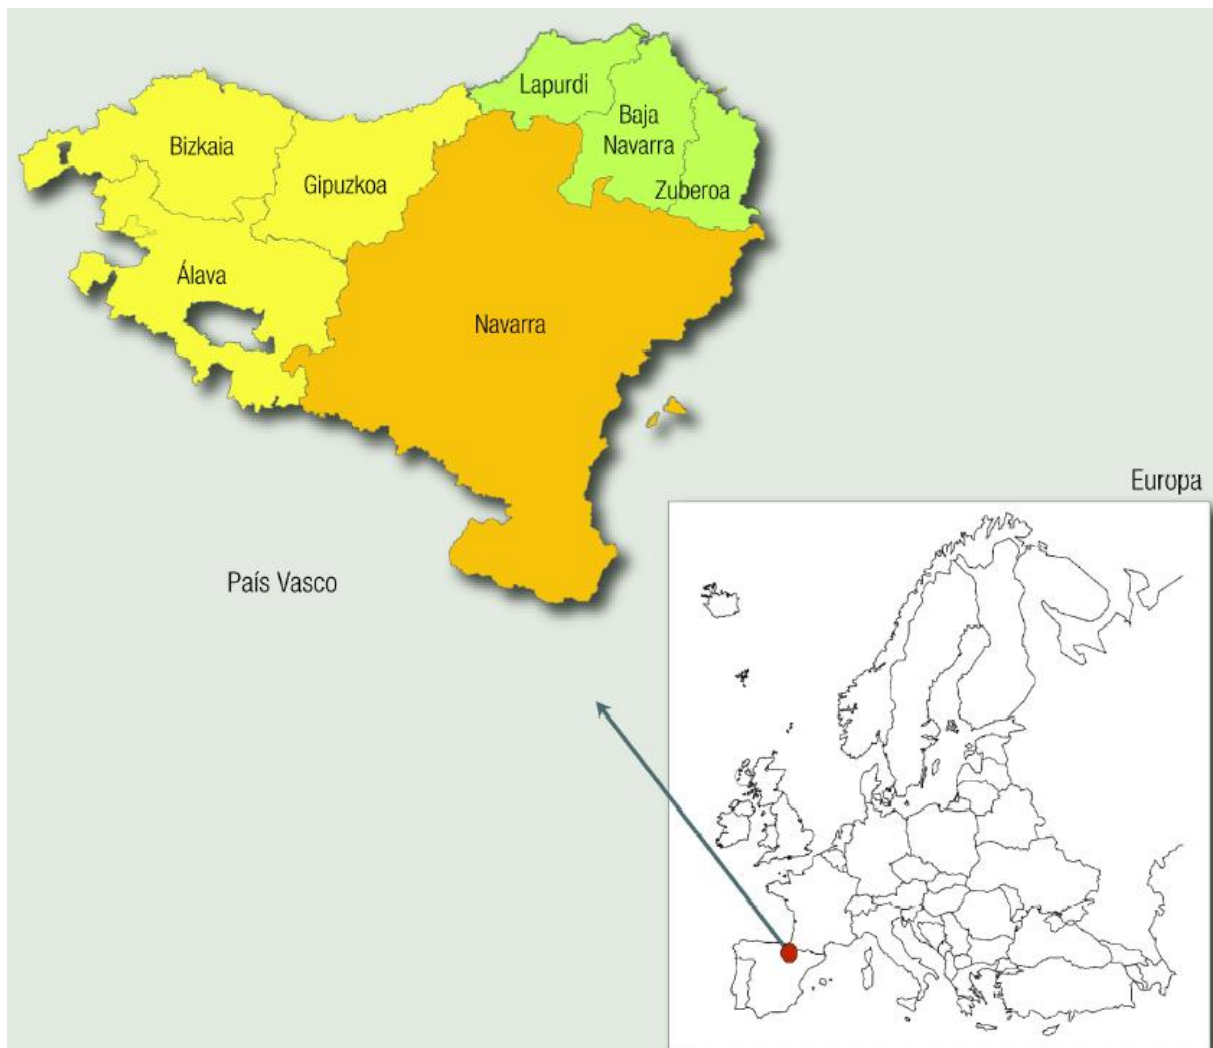 Lapurdi
Baja
Navarra
Bizkaia
Gipuzkoa
Zuberoa
Álava
Navarra
Europa
País Vasco